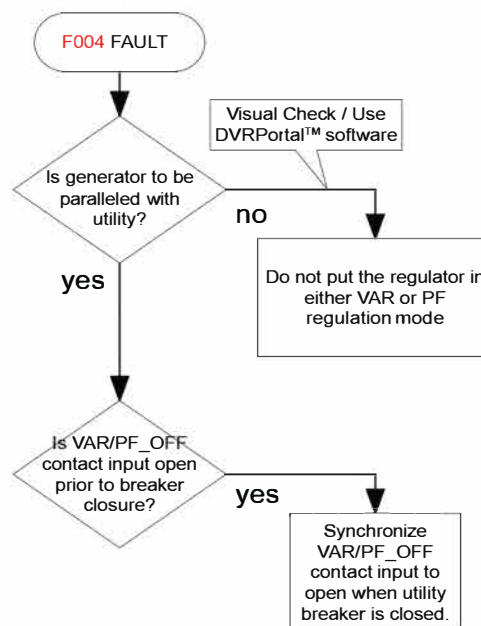 F004 FAULT
Visual Check / Use
DVRPortal™ software
Is generator to be
paralleled with
utility?
no
yes
Do not put the regulator in
either VAR or PF
regulation mode
Is VAR/PF_OFF
contact input open
prior to breaker
closure?
yes
Synchronize
VAR/PF_OFF
contact input to
open when utility
breaker is closed.